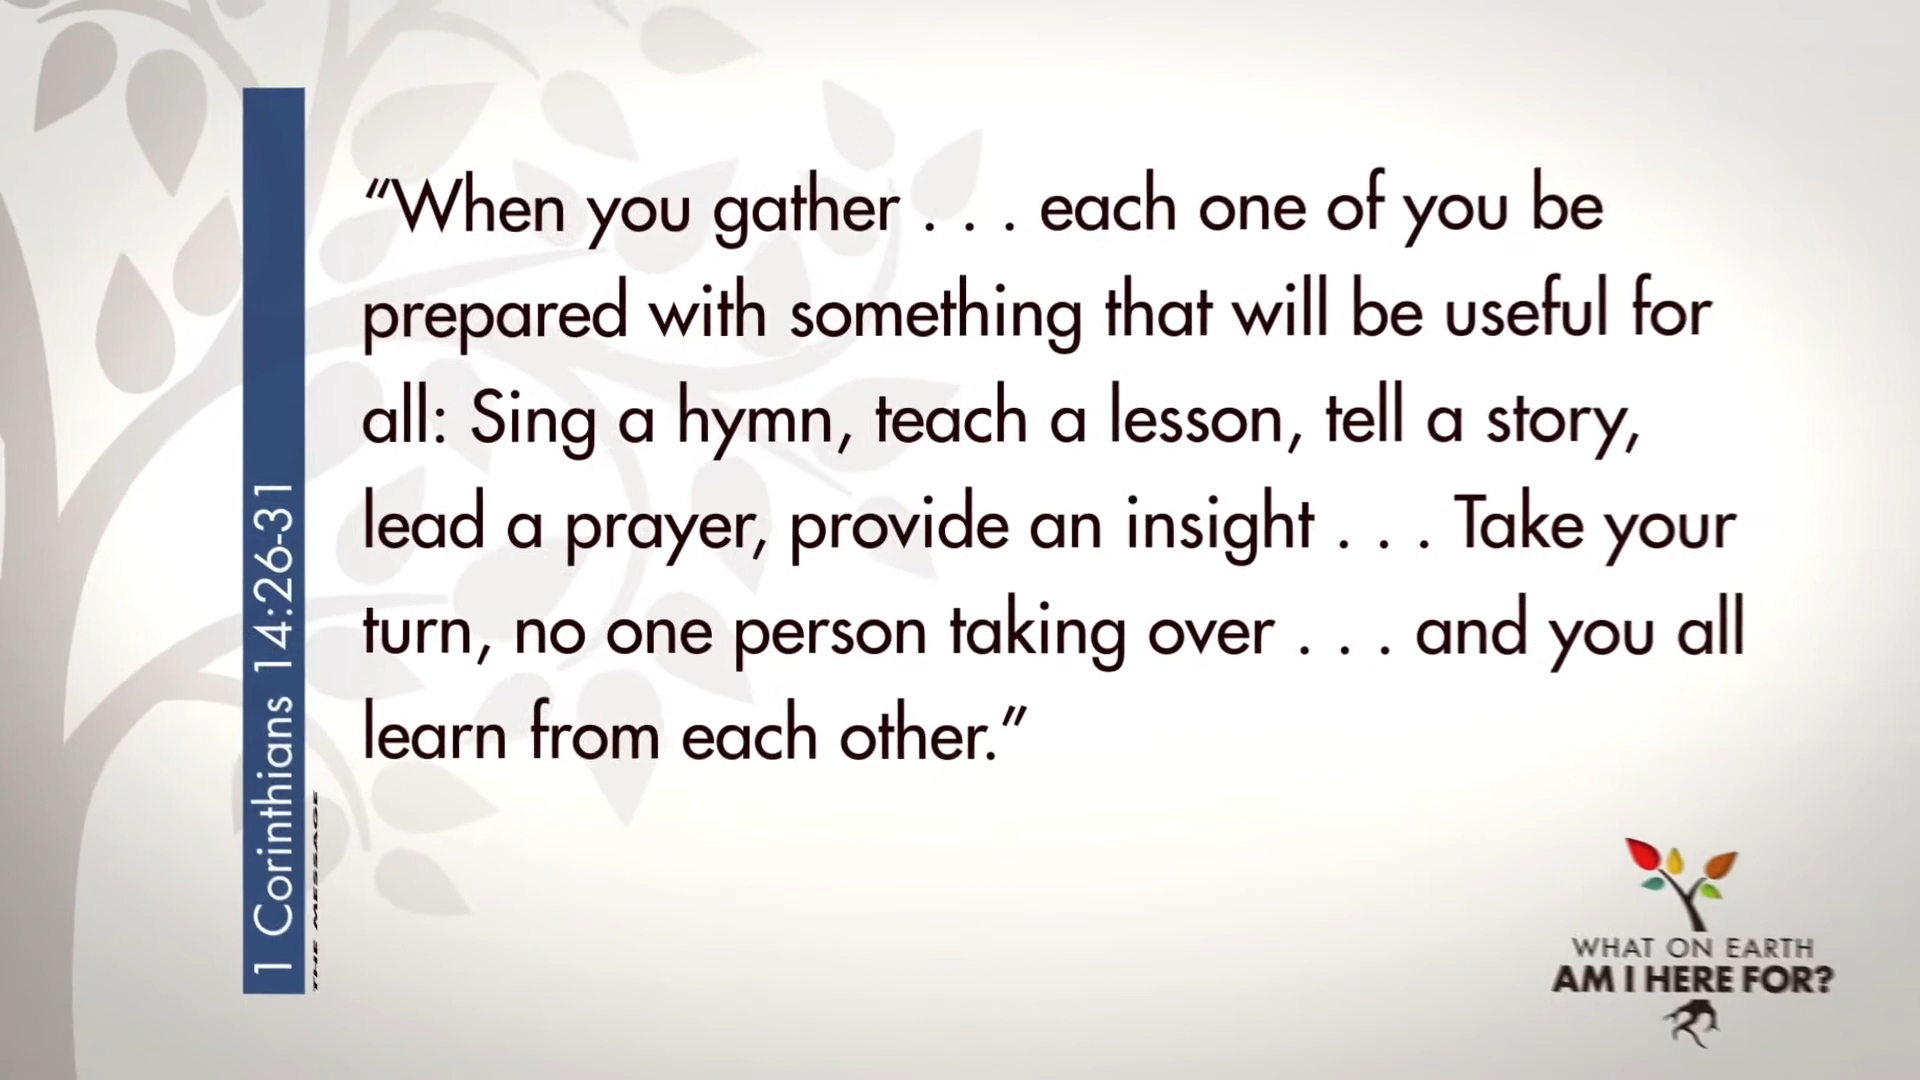 1 Corinthians 14:26-31
THE MESSAGE
“When you gather . . . each one of you be
prepared with something that will be useful for
all: Sing a hymn, teach a lesson, tell a story,
lead a prayer, provide an insight . . . Take your
turn, no one person taking over . . . and you all
learn from each other.”
WHAT ON EARTH
AM I HERE FOR?